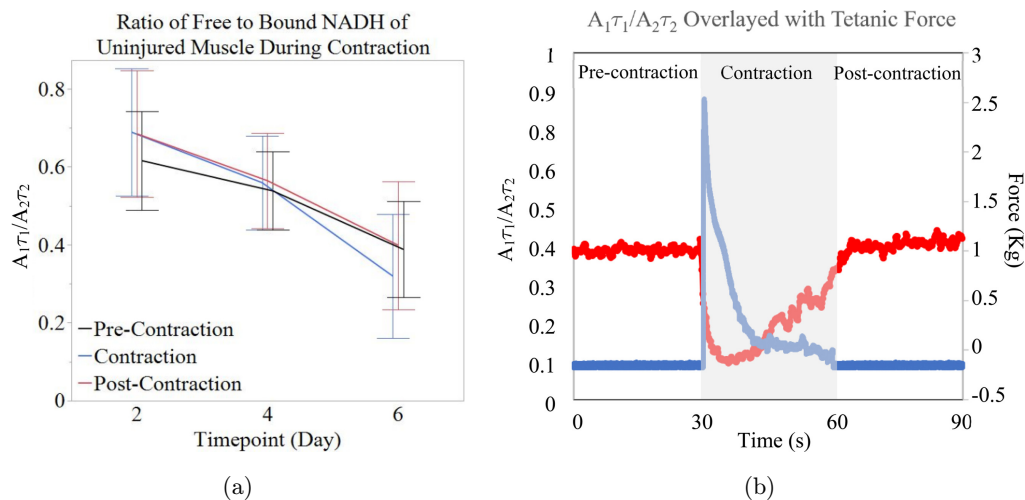 Ratio of Free to Bound NADH of
Uninjured Muscle During Contraction
A₁τ₁/A₂τ₂
0.8
0.6
0.4
0.2
0
Pre-Contraction
Contraction
Post-Contraction
2 4 6
Timepoint (Day)
(a)
A₁τ₁/A₂τ₂ Overlayed with Tetanic Force
A₁τ₁/A₂τ₂
1
0.9
0.8
0.7
0.6
0.5
0.4
0.3
0.2
0.1
0
Pre-contraction Contraction Post-contraction
3
2.5
2
1.5
1
0.5
0
-0.5
Force (Kg)
0 30 60 90
Time (s)
(b)